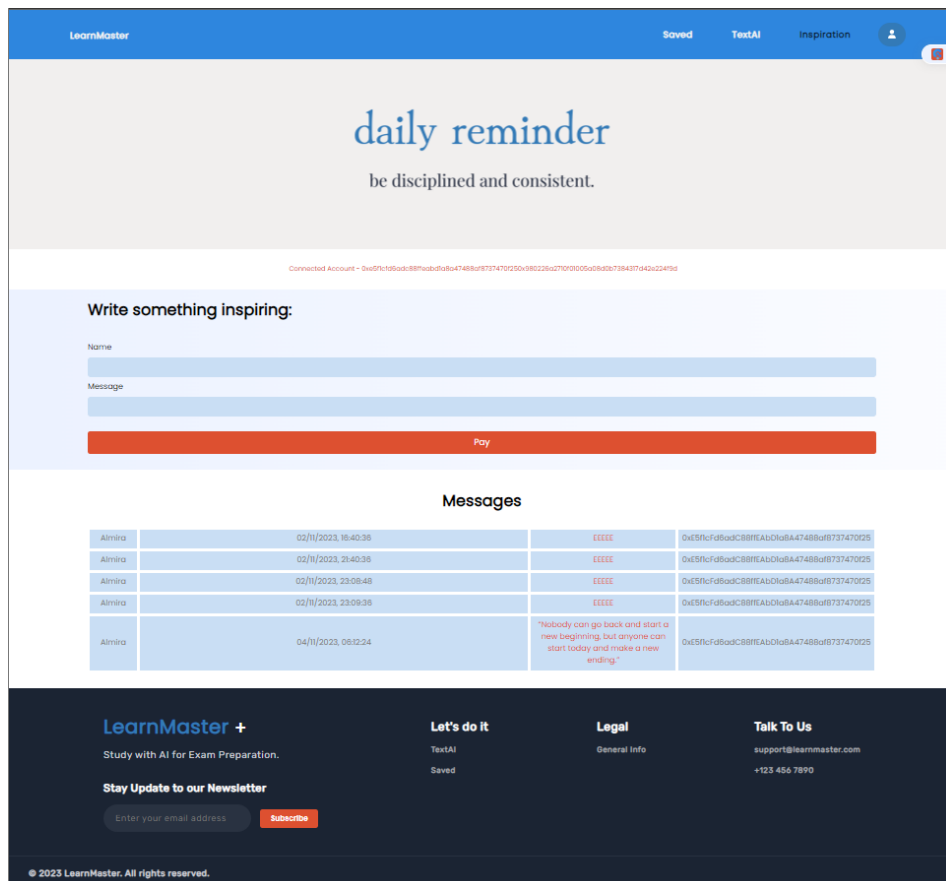 LearnMaster Saved TextAI Inspiration
daily reminder
be disciplined and consistent.
Connected Account - 0xe5f1cfd6adc88ffeabd1a8a47488af8737470f250x980226a2710f01005a08d0b7384317d42e224f9d
Write something inspiring:
Name
Message
Pay
Messages
Almira 02/11/2023, 16:40:36 EEEEE 0xE5f1cFd6adC88ffEAbD1a8A47488af8737470f25
Almira 02/11/2023, 21:40:36 EEEEE 0xE5f1cFd6adC88ffEAbD1a8A47488af8737470f25
Almira 02/11/2023, 23:08:48 EEEEE 0xE5f1cFd6adC88ffEAbD1a8A47488af8737470f25
Almira 02/11/2023, 23:09:36 EEEEE 0xE5f1cFd6adC88ffEAbD1a8A47488af8737470f25
Almira 04/11/2023, 06:12:24 "Nobody can go back and start a
new beginning, but anyone can
start today and make a new
ending." 0xE5f1cFd6adC88ffEAbD1a8A47488af8737470f25
LearnMaster +
Study with AI for Exam Preparation.
Stay Update to our Newsletter
Enter your email address Subscribe
Let's do it
TextAI
Saved
Legal
General Info
Talk To Us
support@learnmaster.com
+123 456 7890
© 2023 LearnMaster. All rights reserved.